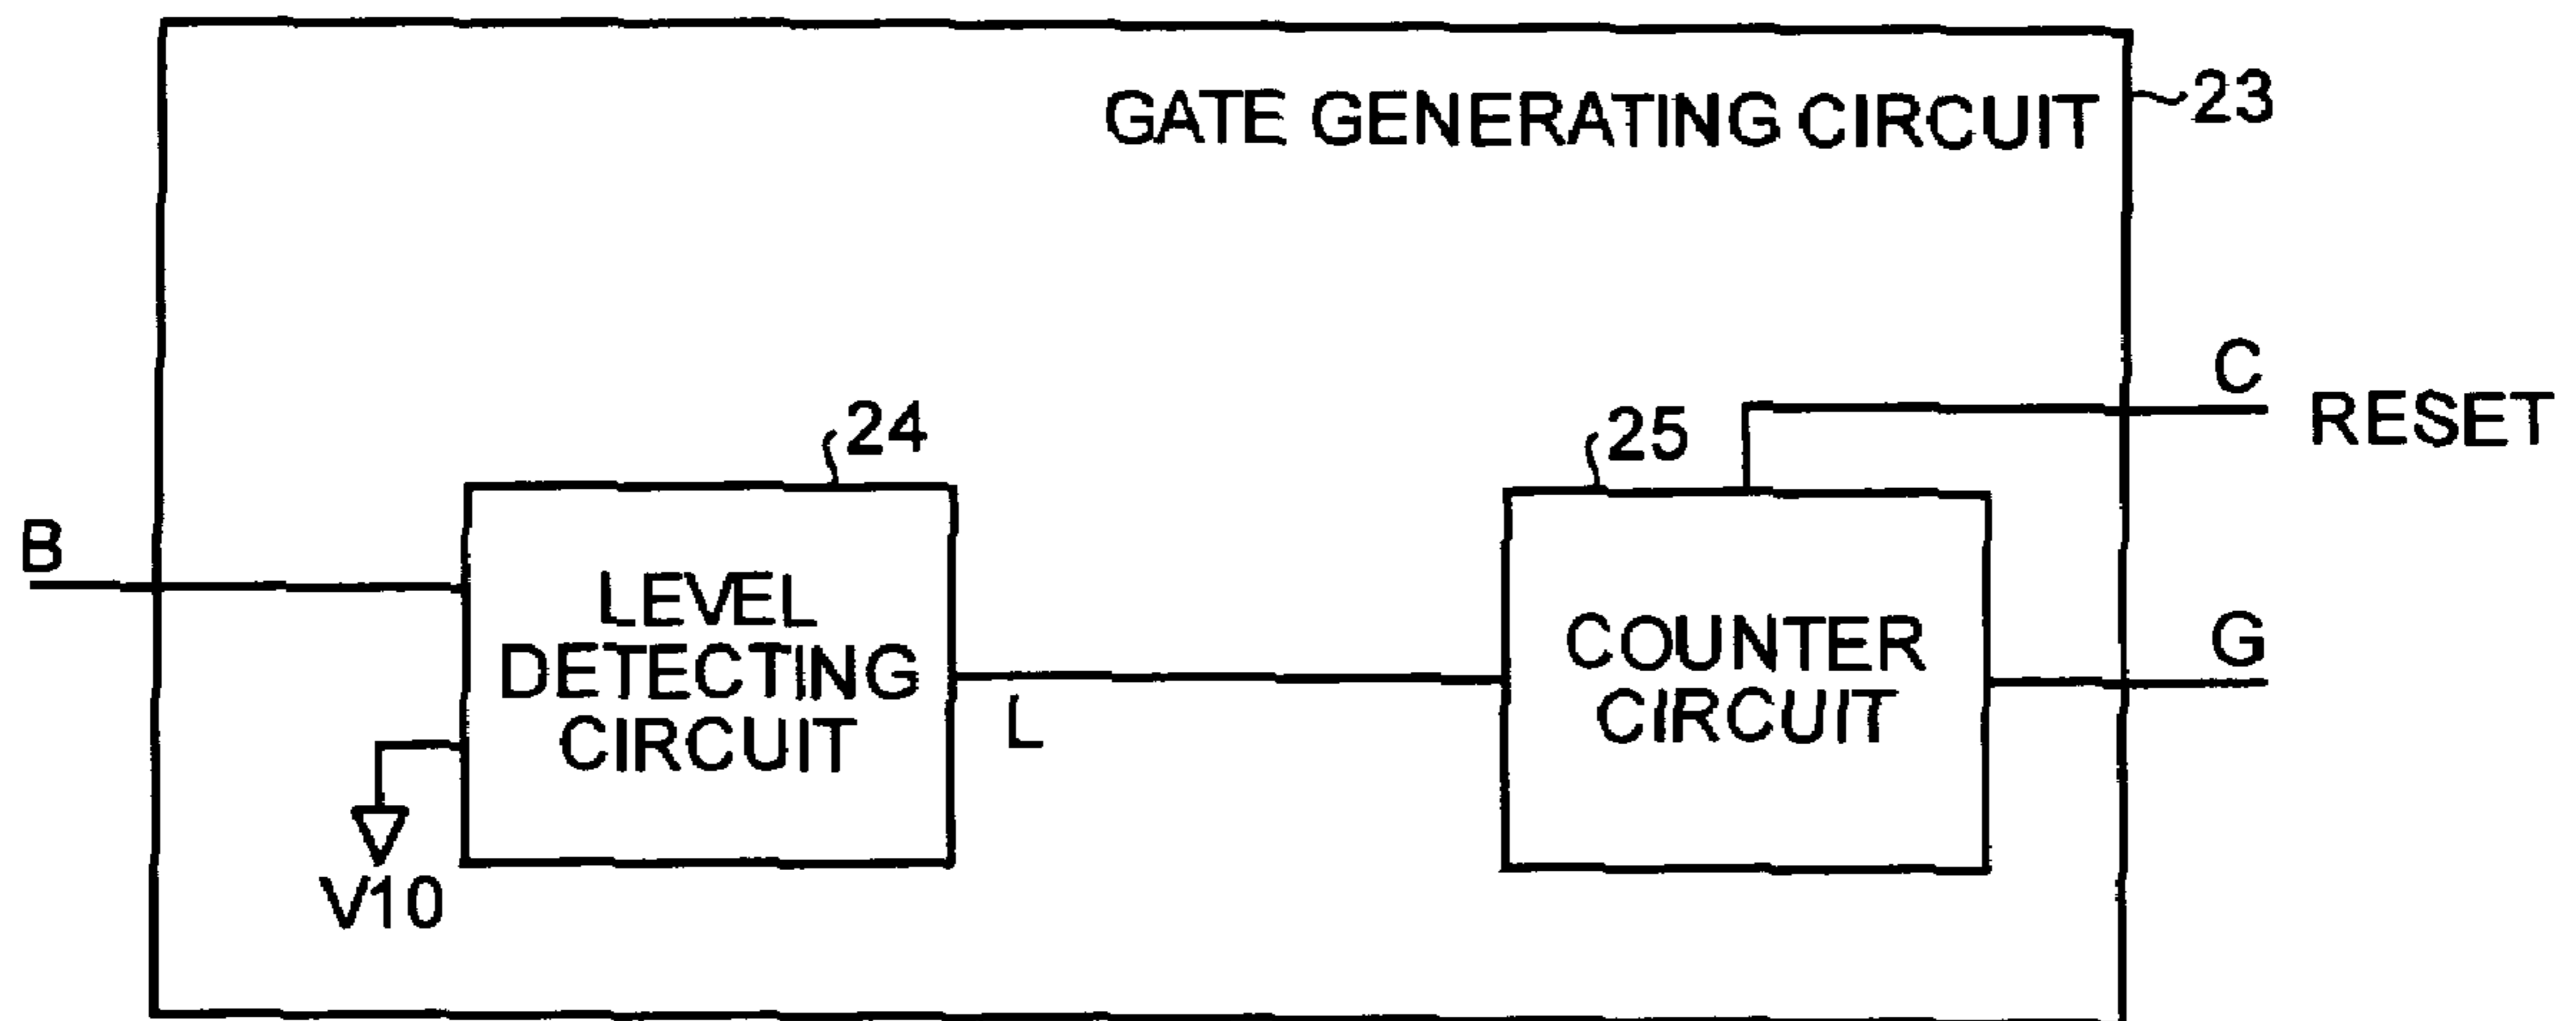 GATE GENERATING CIRCUIT
23
C
RESET
24
25
B
LEVEL
DETECTING
CIRCUIT
L
COUNTER
CIRCUIT
G
V10